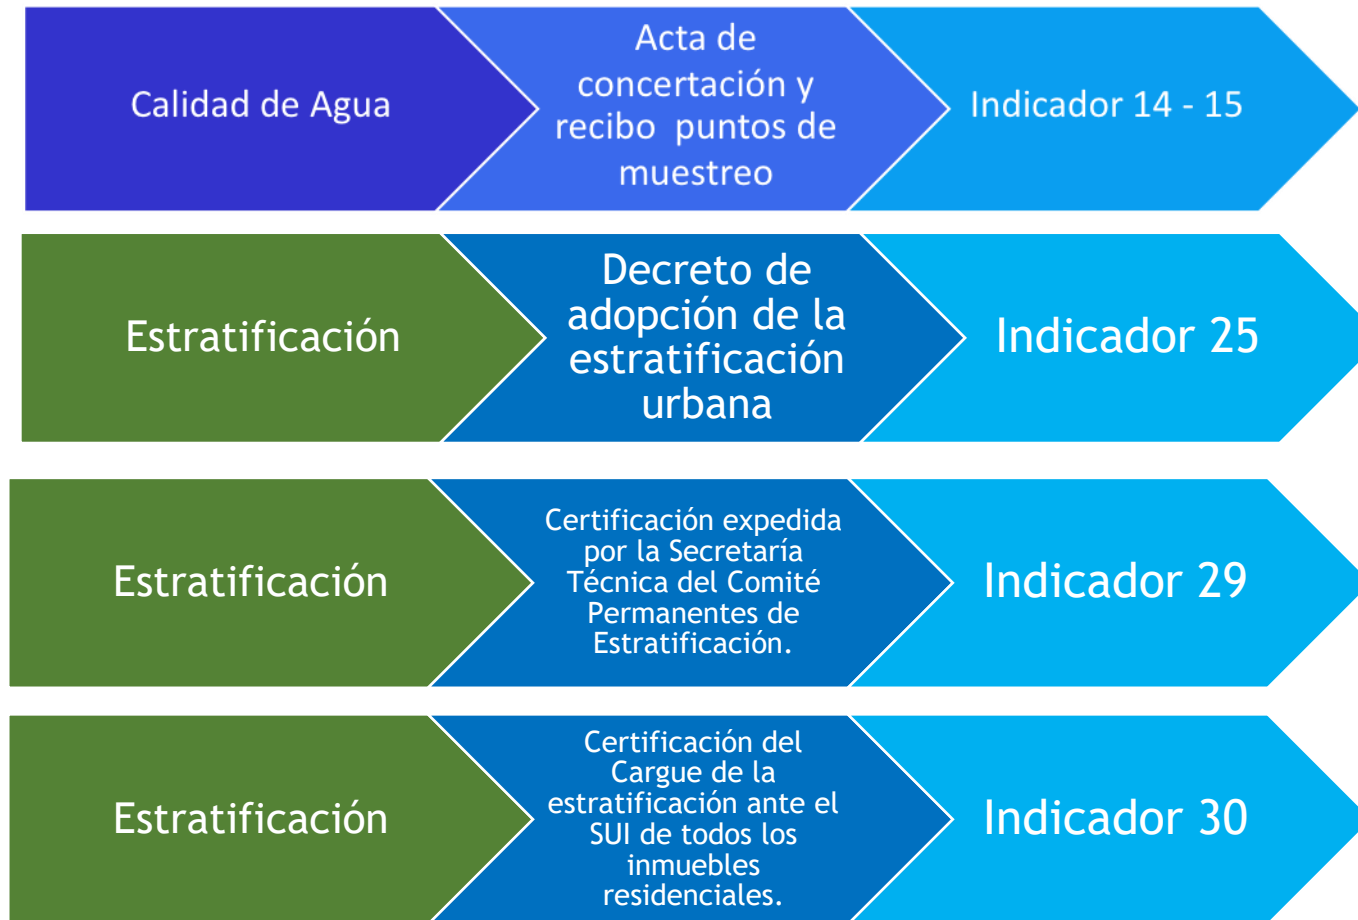 Calidad de Agua
Acta de
concertación y
recibo puntos de
muestreo
Indicador 14 - 15
Estratificación
Decreto de
adopción de la
estratificación
urbana
Indicador 25
Estratificación
Certificación expedida
por la Secretaría
Técnica del Comité
Permanentes de
Estratificación.
Indicador 29
Estratificación
Certificación del
Cargue de la
estratificación ante el
SUI de todos los
inmuebles
residenciales.
Indicador 30